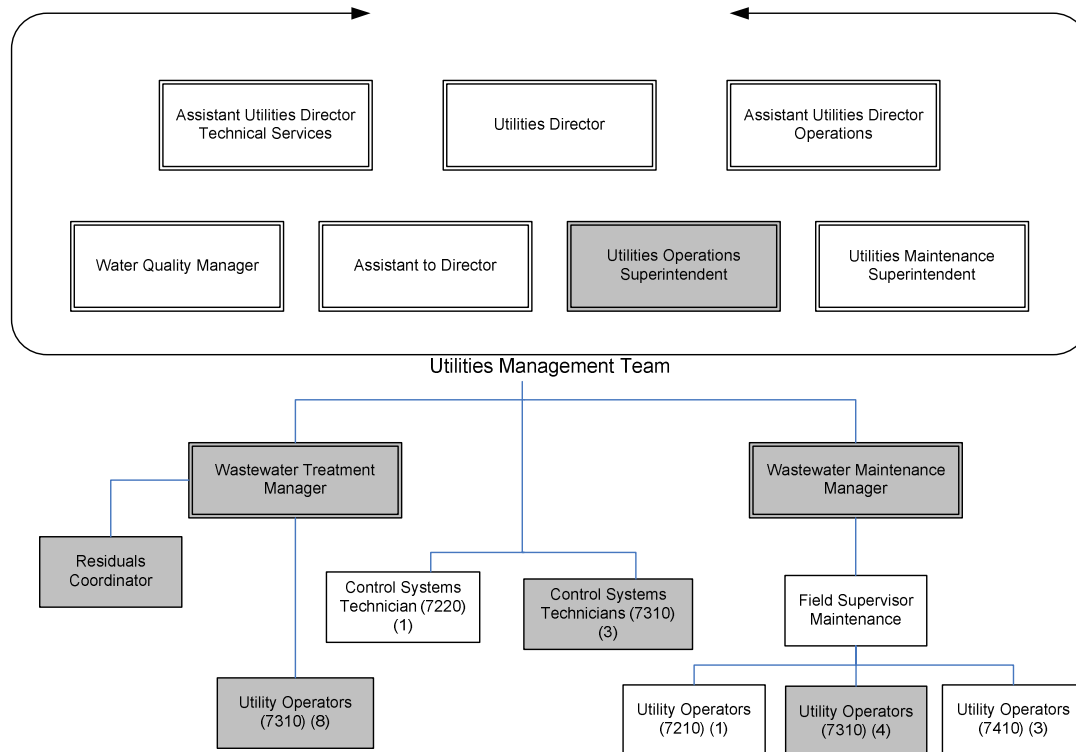 Assistant Utilities Director
Technical Services
Utilities Director
Assistant Utilities Director
Operations
Water Quality Manager
Assistant to Director
Utilities Operations
Superintendent
Utilities Maintenance
Superintendent
Utilities Management Team
Wastewater Treatment
Manager
Wastewater Maintenance
Manager
Residuals
Coordinator
Control Systems
Technician (7220)
(1)
Control Systems
Technicians (7310)
(3)
Field Supervisor
Maintenance
Utility Operators
(7310) (8)
Utility Operators
(7210) (1)
Utility Operators
(7310) (4)
Utility Operators
(7410) (3)